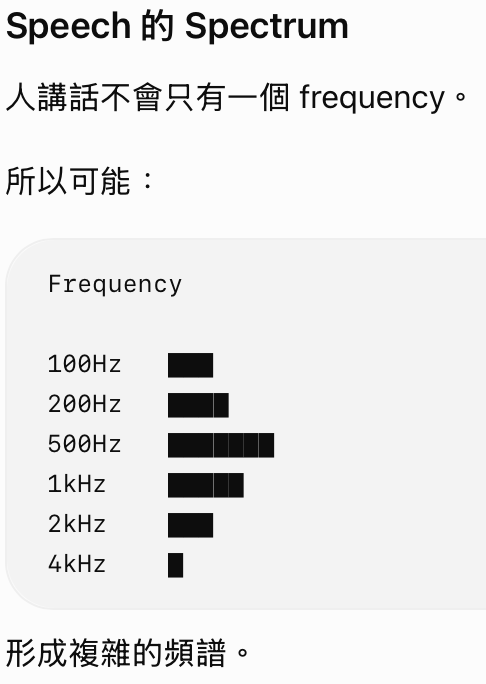 Speech 的 Spectrum
人講話不會只有一個 frequency。
所以可能：
Frequency
100Hz ███
200Hz ████
500Hz ███████
1kHz █████
2kHz ███
4kHz █
形成複雜的頻譜。